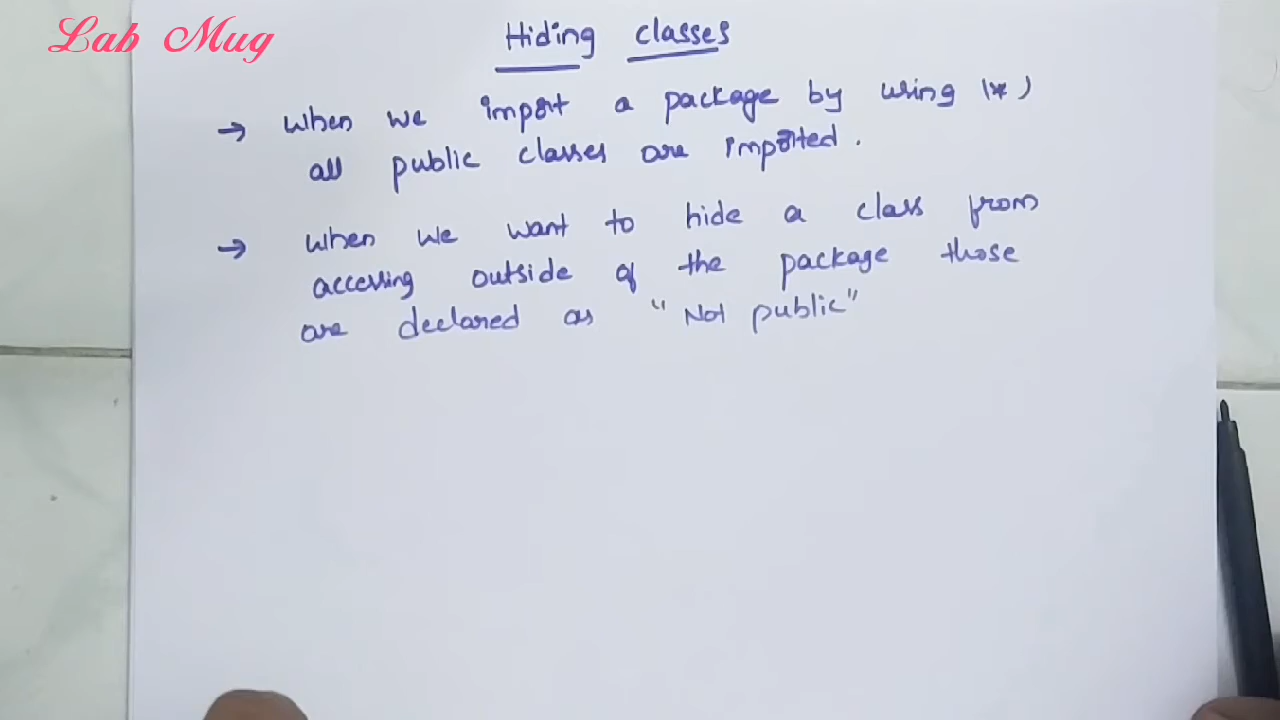 Lab Mug
Hiding classes
→ when we import a package by using (*)
all public classes are imported.
→ when we want to hide a class from
accessing outside of the package those
are declared as "Not public"